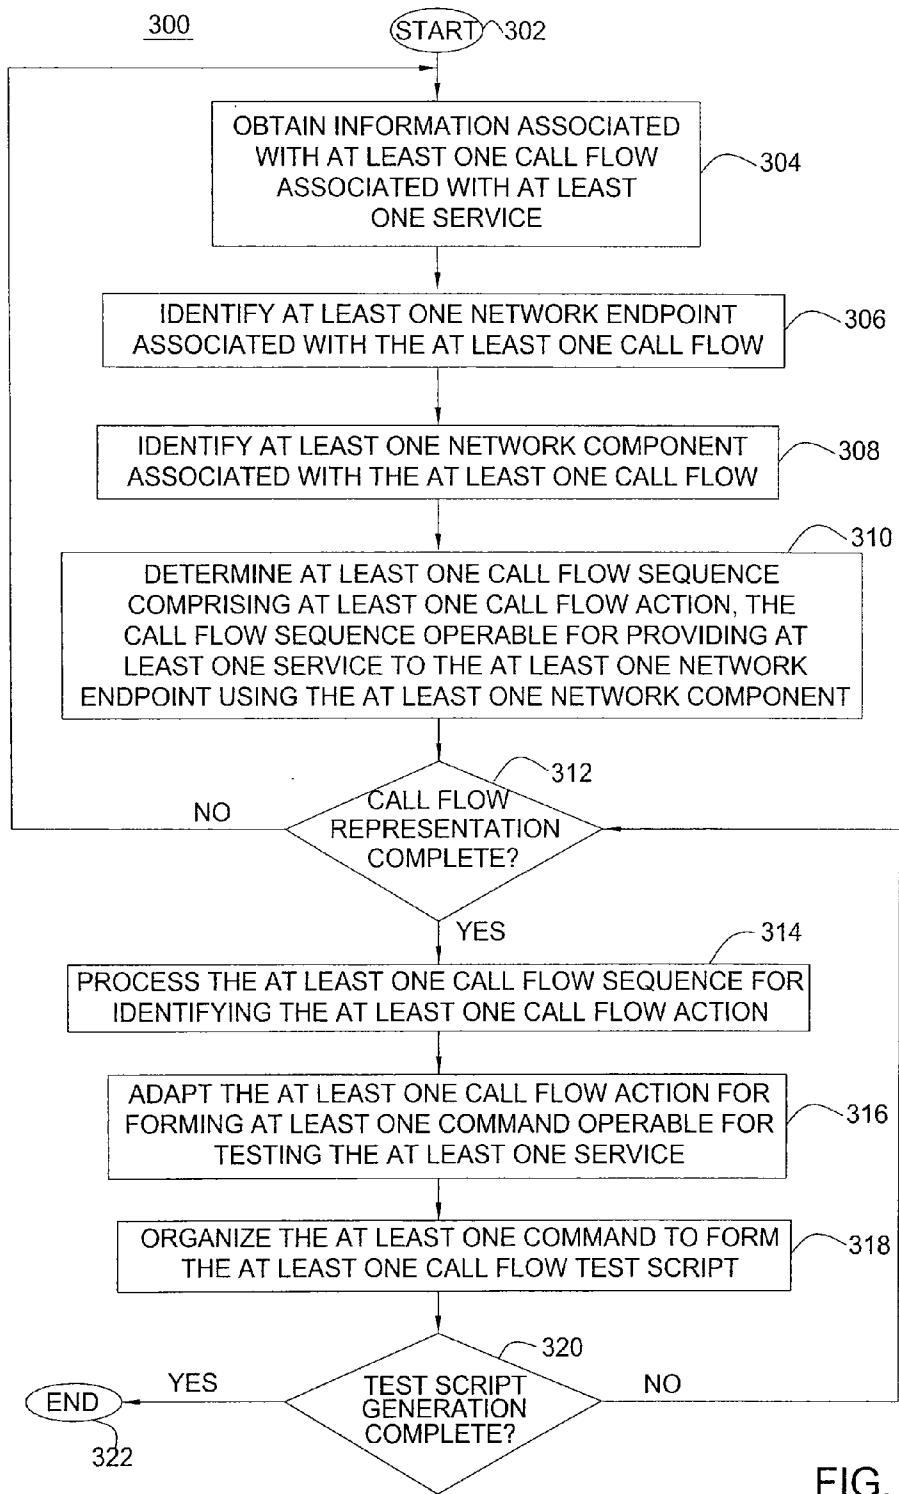 300
START
302
OBTAIN INFORMATION ASSOCIATED
WITH AT LEAST ONE CALL FLOW
ASSOCIATED WITH AT LEAST
ONE SERVICE
304
IDENTIFY AT LEAST ONE NETWORK ENDPOINT
ASSOCIATED WITH THE AT LEAST ONE CALL FLOW
306
IDENTIFY AT LEAST ONE NETWORK COMPONENT
ASSOCIATED WITH THE AT LEAST ONE CALL FLOW
308
310
DETERMINE AT LEAST ONE CALL FLOW SEQUENCE
COMPRISING AT LEAST ONE CALL FLOW ACTION, THE
CALL FLOW SEQUENCE OPERABLE FOR PROVIDING AT
LEAST ONE SERVICE TO THE AT LEAST ONE NETWORK
ENDPOINT USING THE AT LEAST ONE NETWORK COMPONENT
312
NO
CALL FLOW
REPRESENTATION
COMPLETE?
YES
314
PROCESS THE AT LEAST ONE CALL FLOW SEQUENCE FOR
IDENTIFYING THE AT LEAST ONE CALL FLOW ACTION
ADAPT THE AT LEAST ONE CALL FLOW ACTION FOR
FORMING AT LEAST ONE COMMAND OPERABLE FOR
TESTING THE AT LEAST ONE SERVICE
316
ORGANIZE THE AT LEAST ONE COMMAND TO FORM
THE AT LEAST ONE CALL FLOW TEST SCRIPT
318
320
YES
NO
END
TEST SCRIPT
GENERATION
COMPLETE?
322
FIG.